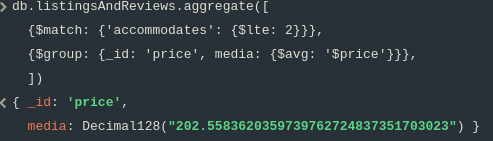 db.listingsAndReviews.aggregate([
{$match: {'accommodates': {$lte: 2}}},
{$group: {_id: 'price', media: {$avg: '$price'}}},
])
{ _id: 'price',
media: Decimal128("202.5583620359739762724837351703023") }